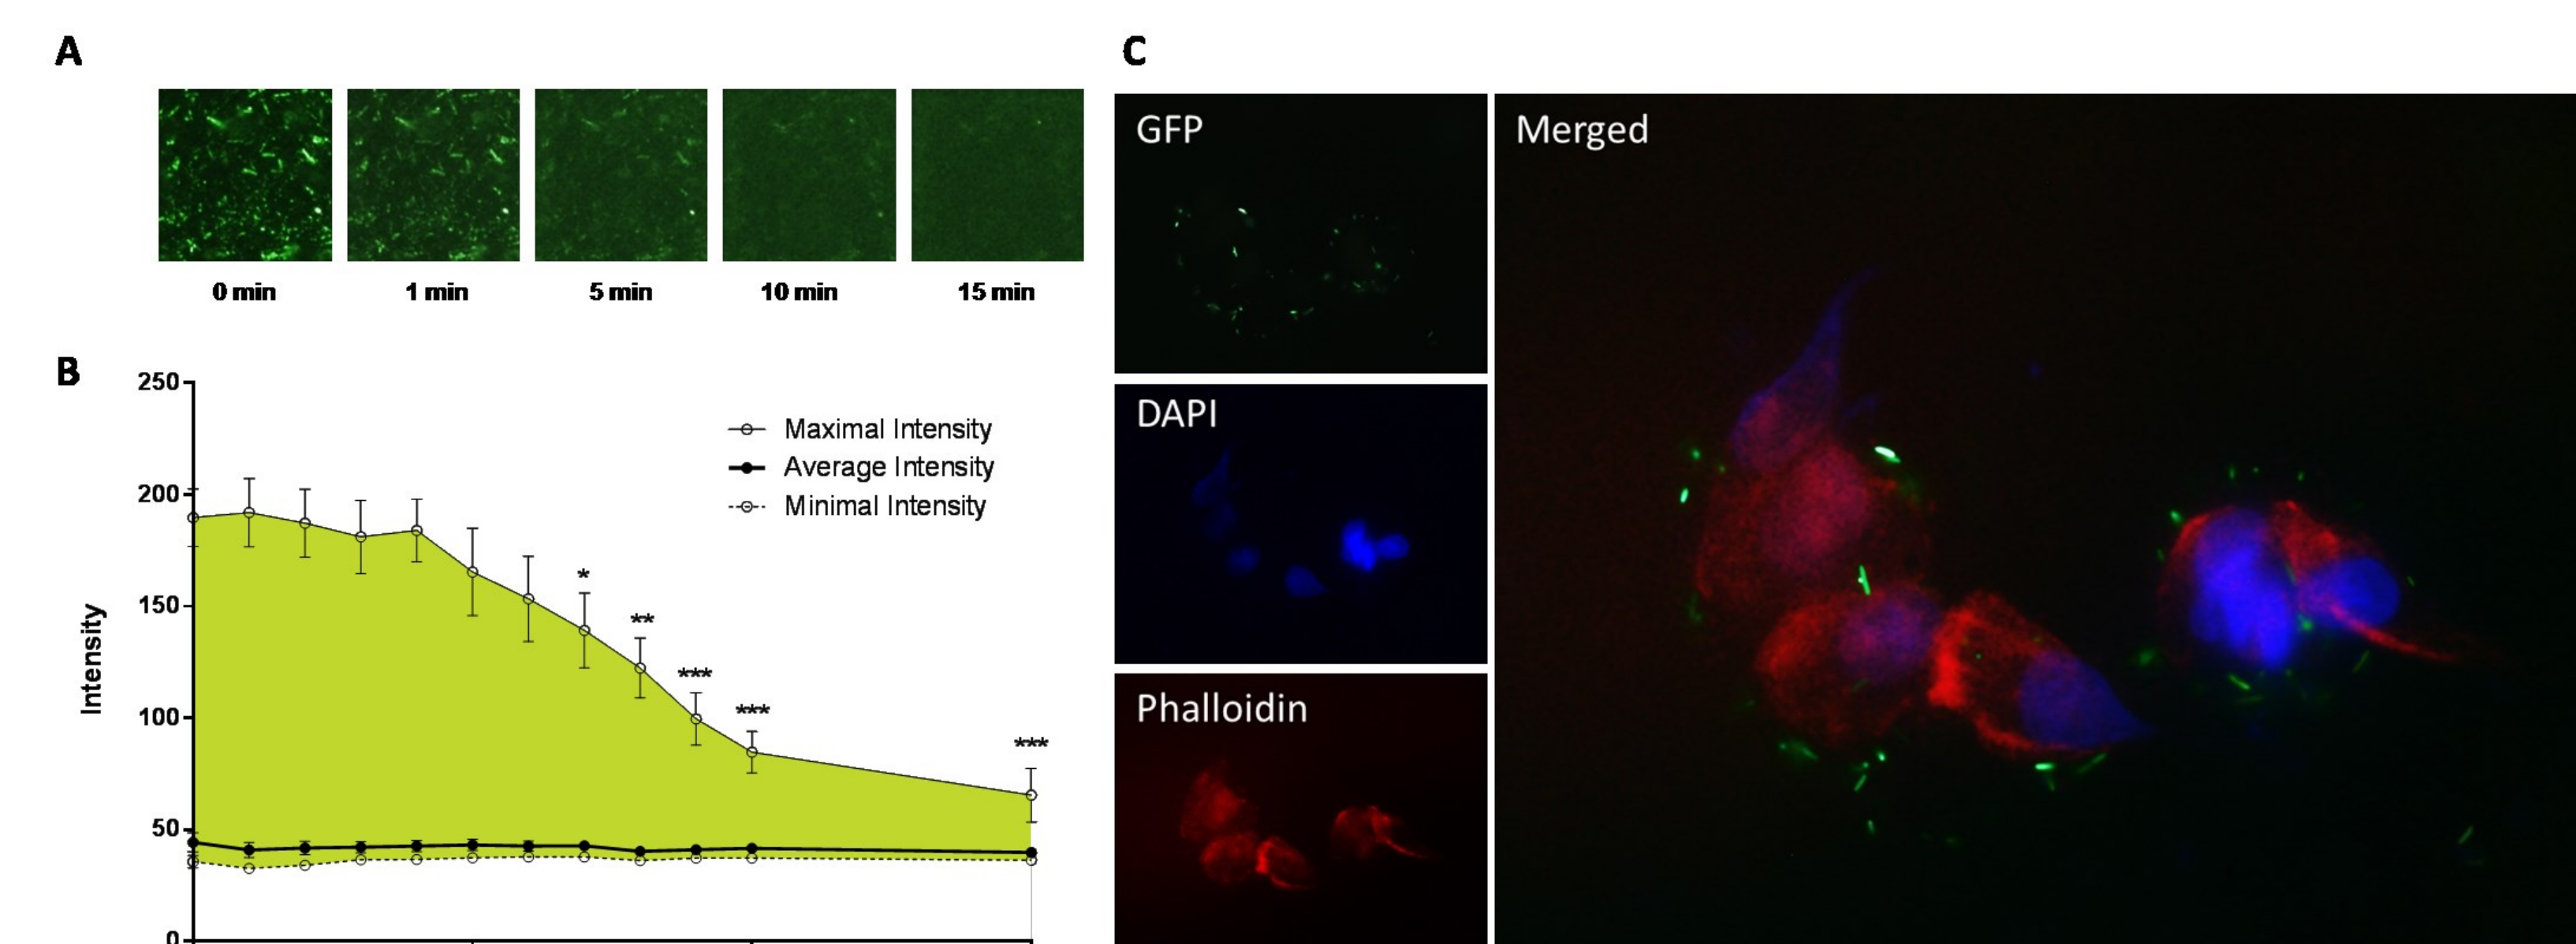 A
0 min
1 min
5 min
10 min
15 min
B
250
200
150
100
50
0
Intensity
Maximal Intensity
Average Intensity
Minimal Intensity
*
**
***
***
***
C
GFP
DAPI
Phalloidin
Merged